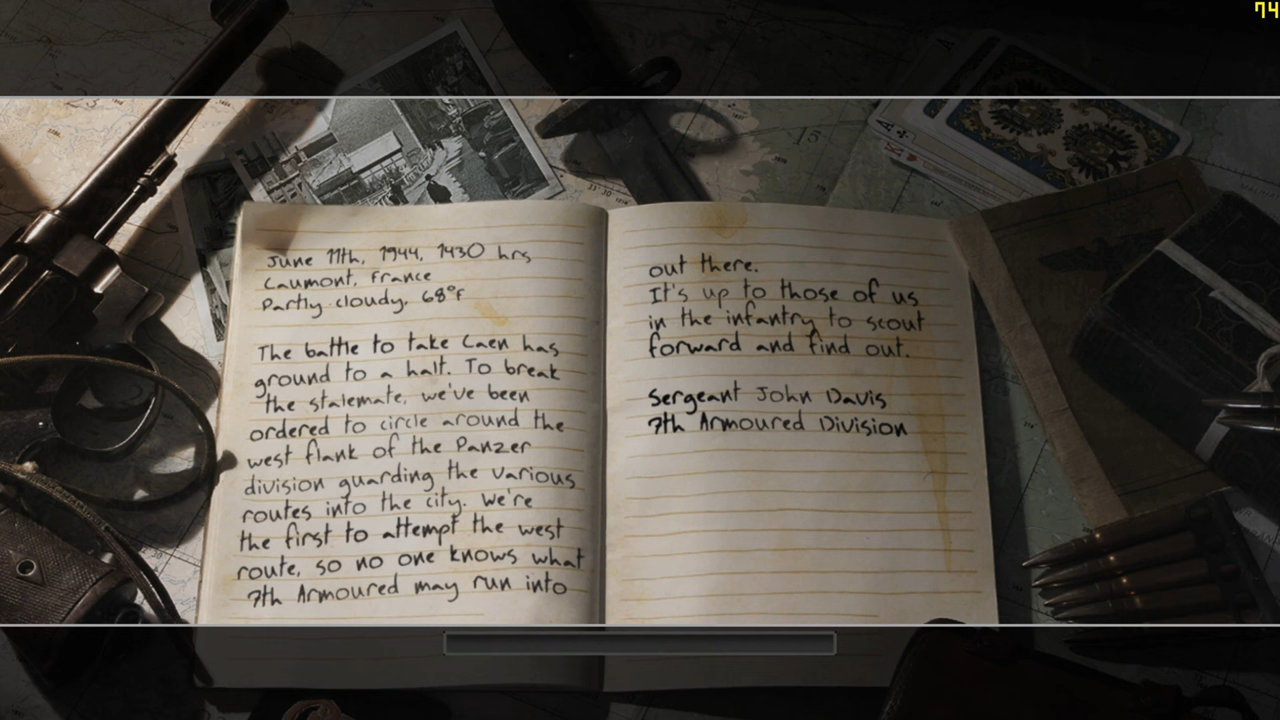 74
June 11th, 1944, 1430 hrs
Caumont, France
Partly cloudy, 68°F
The battle to take Caen has
ground to a halt. To break
the stalemate, we've been
ordered to circle around the
west flank of the Panzer
division guarding the various
routes into the city. We're
the first to attempt the west
route, so no one knows what
7th Armoured may run into
out there.
It's up to those of us
in the infantry to scout
forward and find out.
Sergeant John Davis
7th Armoured Division